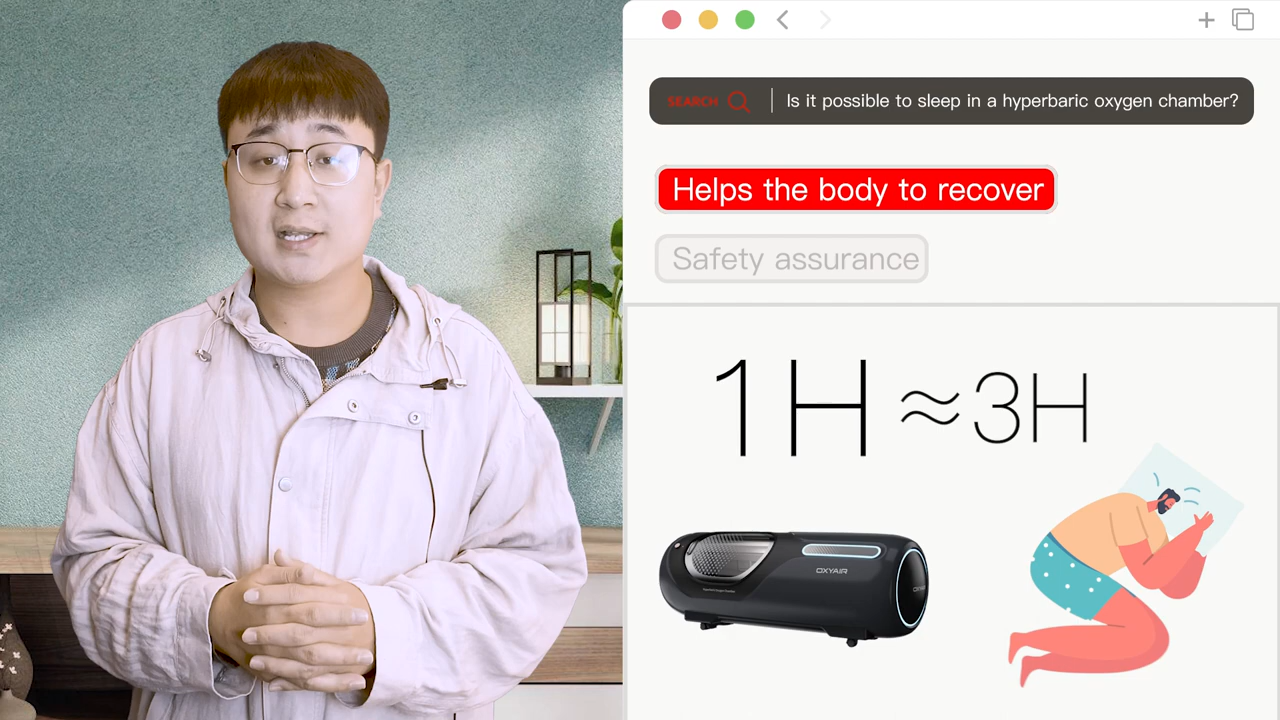 SEARCH
Is it possible to sleep in a hyperbaric oxygen chamber?
Helps the body to recover
Safety assurance
1H≈3H
OXYAIR